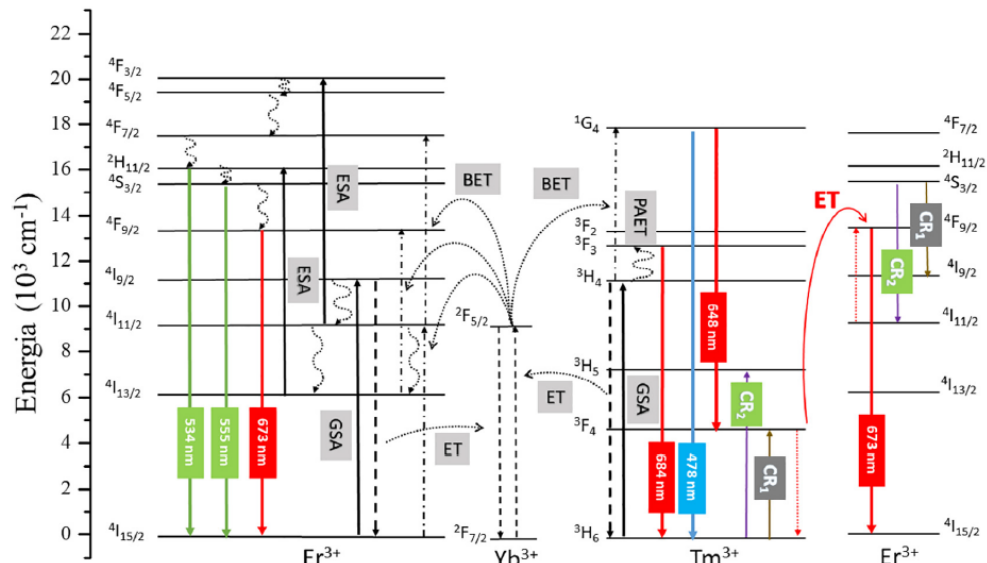 Energia (10³ cm⁻¹)
22
20
18
16
14
12
10
8
6
4
2
0
⁴F₃/₂
⁴F₅/₂
⁴F₇/₂
²H₁₁/₂
⁴S₃/₂
⁴F₉/₂
⁴I₉/₂
⁴I₁₁/₂
⁴I₁₃/₂
⁴I₁₅/₂
534 nm
555 nm
673 nm
ESA
ESA
GSA
ET
BET
BET
ET
²F₅/₂
²F₇/₂
¹G₄
³F₂
³F₃
³H₄
³H₅
³F₄
³H₆
PAET
GSA
684 nm
478 nm
648 nm
CR₂
CR₁
ET
CR₁
CR₂
673 nm
⁴F₇/₂
²H₁₁/₂
⁴S₃/₂
⁴F₉/₂
⁴I₉/₂
⁴I₁₁/₂
⁴I₁₃/₂
⁴I₁₅/₂
Er³⁺
Yb³⁺
Tm³⁺
Er³⁺